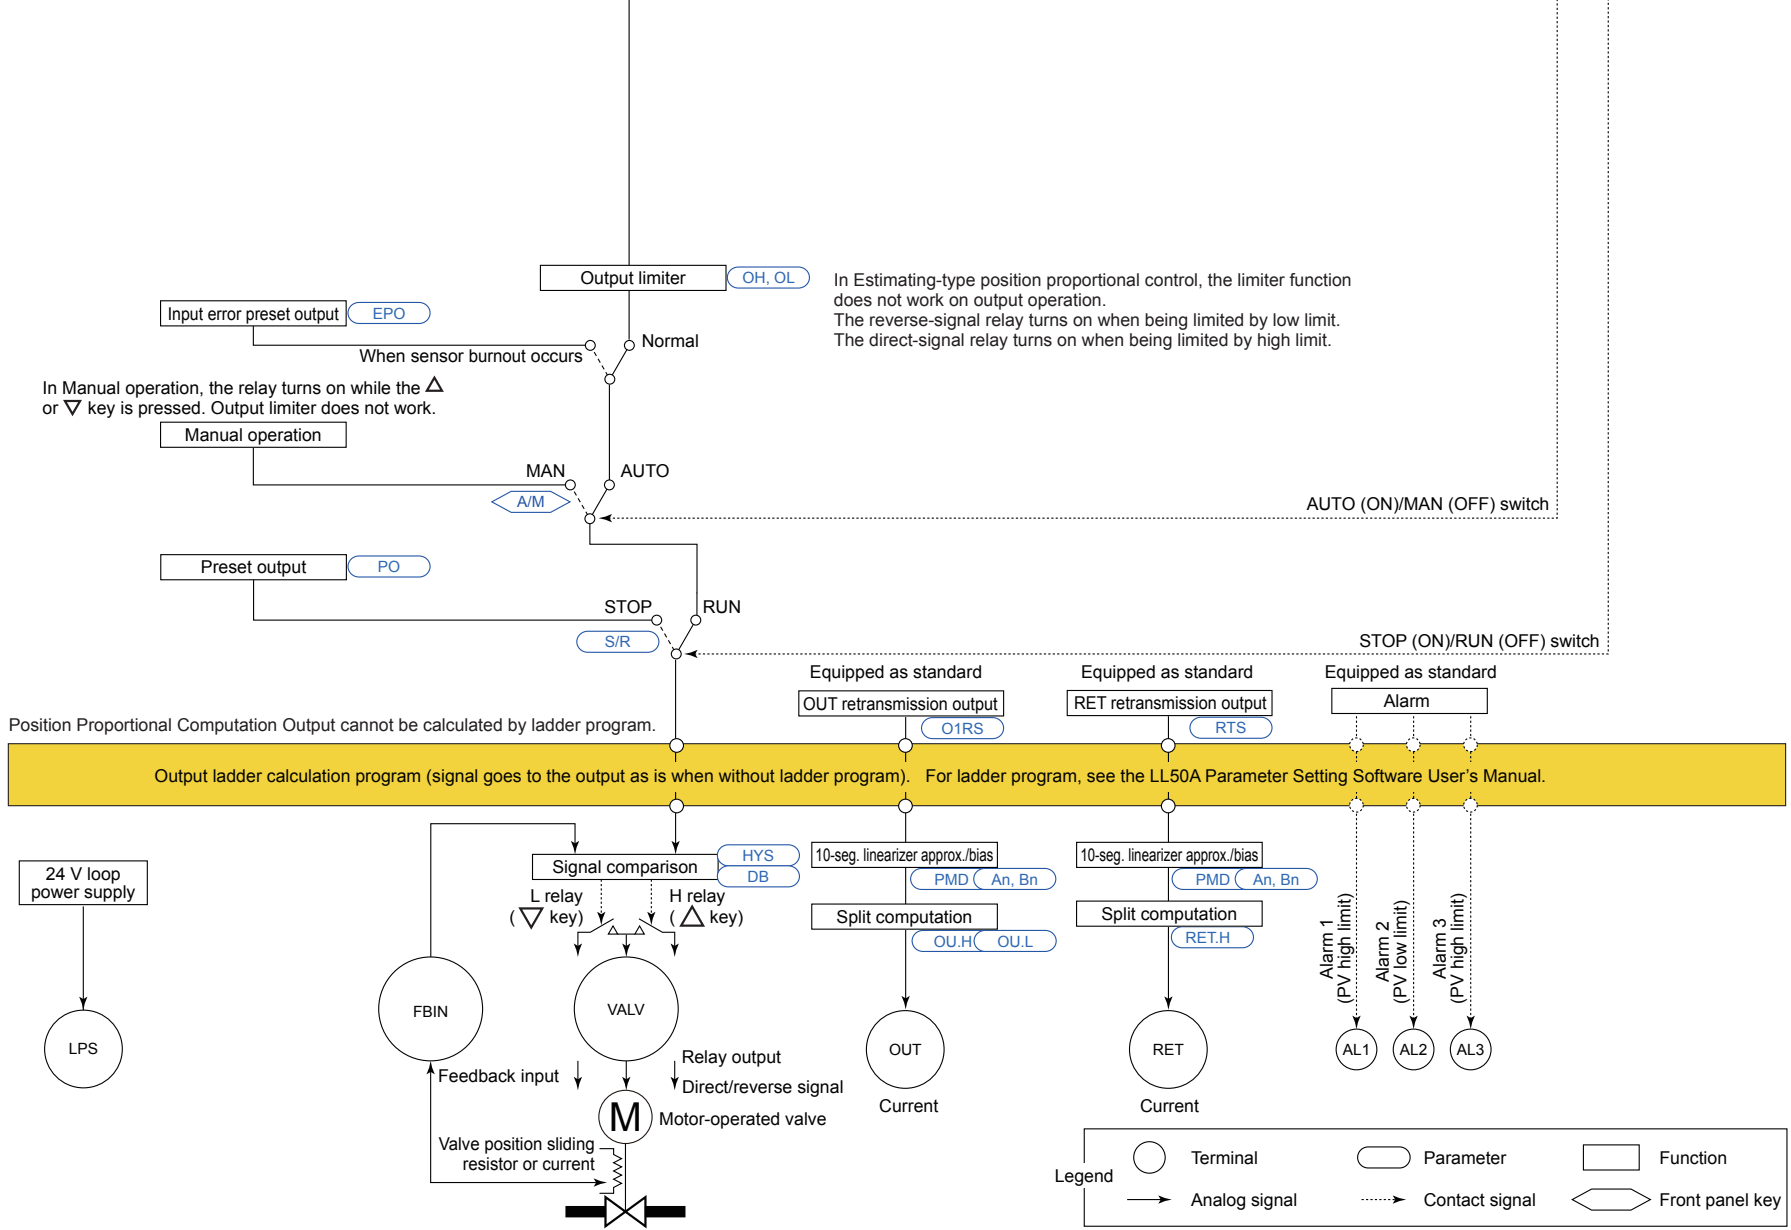 Output limiter
OH, OL
In Estimating-type position proportional control, the limiter function
does not work on output operation.
The reverse-signal relay turns on when being limited by low limit.
The direct-signal relay turns on when being limited by high limit.
Input error preset output
EPO
When sensor burnout occurs
Normal
In Manual operation, the relay turns on while the △
or ▽ key is pressed. Output limiter does not work.
Manual operation
MAN
AUTO
A/M
AUTO (ON)/MAN (OFF) switch
Preset output
PO
STOP
RUN
S/R
STOP (ON)/RUN (OFF) switch
Equipped as standard
Equipped as standard
Equipped as standard
OUT retransmission output
RET retransmission output
Alarm
O1RS
RTS
Position Proportional Computation Output cannot be calculated by ladder program.
Output ladder calculation program (signal goes to the output as is when without ladder program). For ladder program, see the LL50A Parameter Setting Software User's Manual.
24 V loop
power supply
LPS
Signal comparison
HYS
DB
L relay
(▽ key)
H relay
(△ key)
FBIN
VALV
Feedback input
Relay output
Direct/reverse signal
M
Motor-operated valve
Valve position sliding
resistor or current
10-seg. linearizer approx./bias
PMD
An, Bn
Split computation
OU.H
OU.L
OUT
Current
10-seg. linearizer approx./bias
PMD
An, Bn
Split computation
RET.H
RET
Current
Alarm 1
(PV high limit)
Alarm 2
(PV low limit)
Alarm 3
(PV high limit)
AL1
AL2
AL3
Legend
Terminal
Parameter
Function
Analog signal
Contact signal
Front panel key